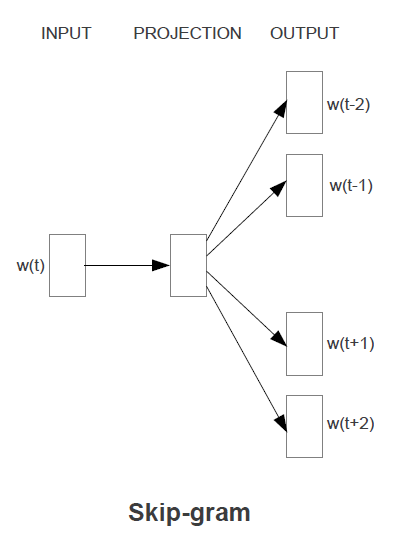 INPUT PROJECTION OUTPUT
w(t-2)
w(t-1)
w(t)
w(t+1)
w(t+2)
Skip-gram